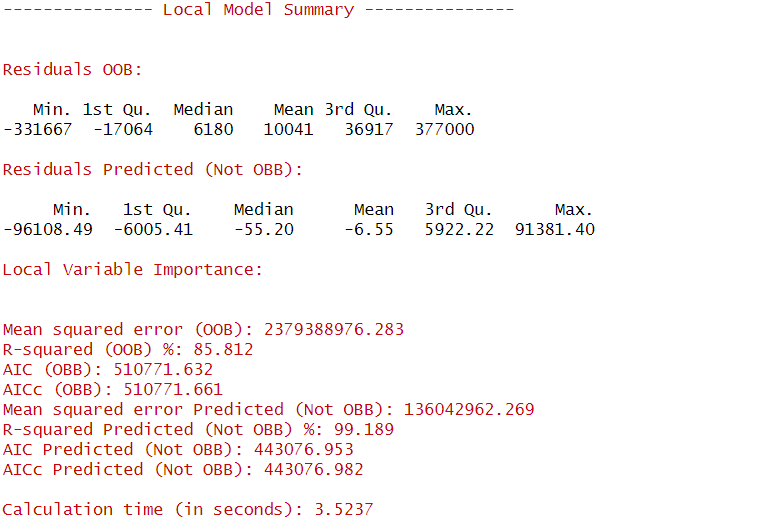 --------------- Local Model Summary ---------------
Residuals OOB:
Min. 1st Qu. Median Mean 3rd Qu. Max.
-331667 -17064 6180 10041 36917 377000
Residuals Predicted (Not OBB):
Min. 1st Qu. Median Mean 3rd Qu. Max.
-96108.49 -6005.41 -55.20 -6.55 5922.22 91381.40
Local Variable Importance:
Mean squared error (OOB): 2379388976.283
R-squared (OOB) %: 85.812
AIC (OBB): 510771.632
AICc (OBB): 510771.661
Mean squared error Predicted (Not OBB): 136042962.269
R-squared Predicted (Not OBB) %: 99.189
AIC Predicted (Not OBB): 443076.953
AICc Predicted (Not OBB): 443076.982
Calculation time (in seconds): 3.5237